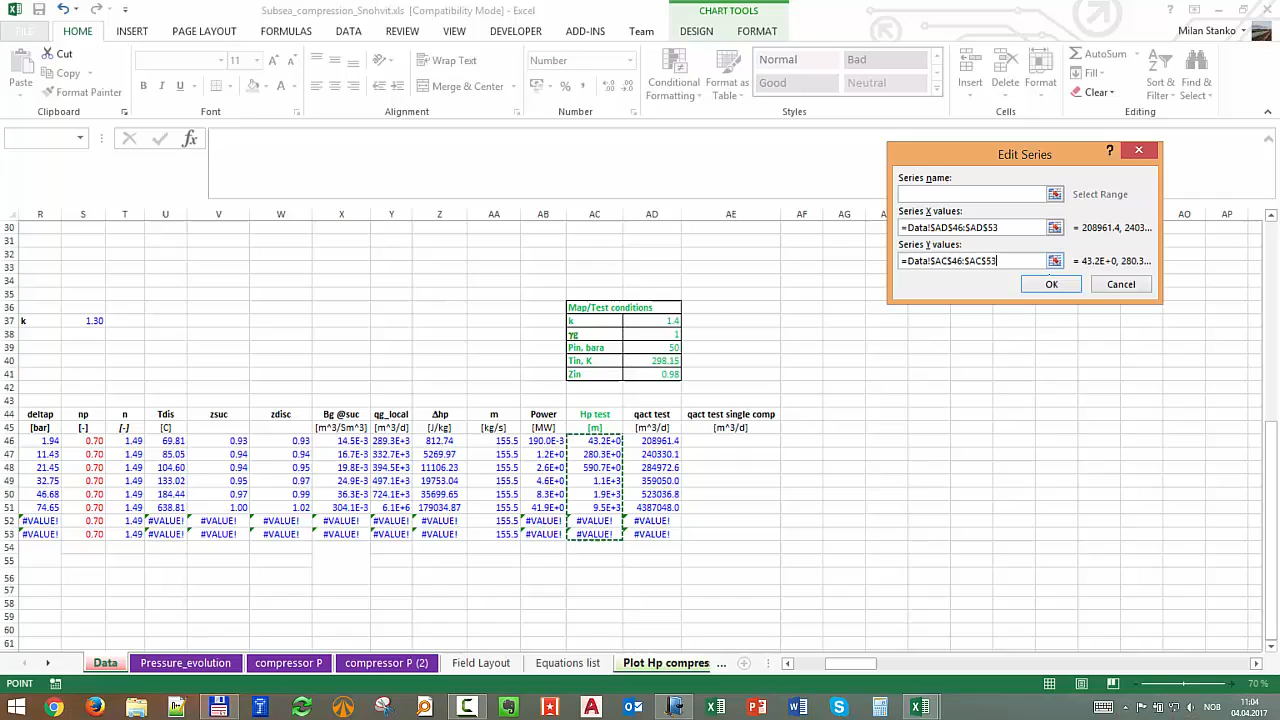 Subsea_compression_Snohvit.xls [Compatibility Mode] - Excel
CHART TOOLS
FILE HOME INSERT PAGE LAYOUT FORMULAS DATA REVIEW VIEW DEVELOPER ADD-INS Team DESIGN FORMAT Milan Stanko
Paste Cut Copy Format Painter
11
B I U
Wrap Text
Merge & Center
Number
Conditional Formatting
Format as Table
Normal Bad
Good Neutral
Insert Delete Format
AutoSum
Fill
Clear
Sort & Filter
Find & Select
Clipboard Font Alignment Number Styles Cells Editing
fx
Edit Series
Series name:
Select Range
Series X values:
=Data!$AD$46:$AD$53 = 208961.4, 2403...
Series Y values:
=Data!$AC$46:$AC$53 = 43.2E+0, 280.3...
OK Cancel
R S T U V W X Y Z AA AB AC AD AE AF AG AO AP
30
31
32
33
34
35
36 Map/Test conditions
37 k 1.30 k 1.4
38 γg 1
39 Pin, bara 50
40 Tin, K 298.15
41 Zin 0.98
42
43
44 deltap np n Tdis zsuc zdisc Bg @suc qg_local Δhp m Power Hp test qact test qact test single comp
45 [bar] [-] [-] [C] [m^3/Sm^3] [m^3/d] [J/kg] [kg/s] [MW] [m] [m^3/d] [m^3/d]
46 1.94 0.70 1.49 69.81 0.93 0.93 14.5E-3 289.3E+3 812.74 155.5 190.0E-3 43.2E+0 208961.4
47 11.43 0.70 1.49 85.05 0.94 0.94 16.7E-3 332.7E+3 5269.97 155.5 1.2E+0 280.3E+0 240330.1
48 21.45 0.70 1.49 104.60 0.94 0.95 19.8E-3 394.5E+3 11106.23 155.5 2.6E+0 590.7E+0 284972.6
49 32.75 0.70 1.49 133.02 0.95 0.97 24.9E-3 497.1E+3 19753.04 155.5 4.6E+0 1.1E+3 359050.0
50 46.68 0.70 1.49 184.44 0.97 0.99 36.3E-3 724.1E+3 35699.65 155.5 8.3E+0 1.9E+3 523036.8
51 74.65 0.70 1.49 638.81 1.00 1.02 304.1E-3 6.1E+6 179034.87 155.5 41.9E+0 9.5E+3 4387048.0
52 #VALUE! 0.70 1.49 #VALUE! #VALUE! #VALUE! #VALUE! #VALUE! #VALUE! 155.5 #VALUE! #VALUE! #VALUE!
53 #VALUE! 0.70 1.49 #VALUE! #VALUE! #VALUE! #VALUE! #VALUE! #VALUE! 155.5 #VALUE! #VALUE! #VALUE!
54
55
56
57
58
59
60
61
Data Pressure_evolution compressor P compressor P (2) Field Layout Equations list Plot Hp compres ...
POINT 70 %
NOB 11:04
04.04.2017